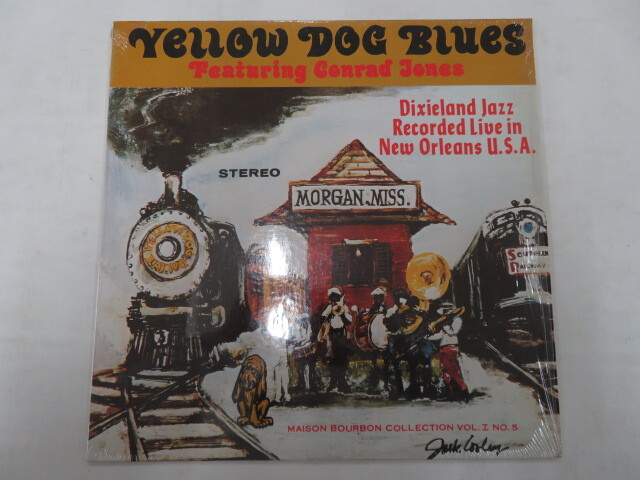 Yellow Dog Blues
Featuring Conrad Jones
Dixieland Jazz
Recorded Live in
New Orleans U.S.A.
STEREO
MORGAN, MISS.
MAISON BOURBON COLLECTION VOL. I NO. 5